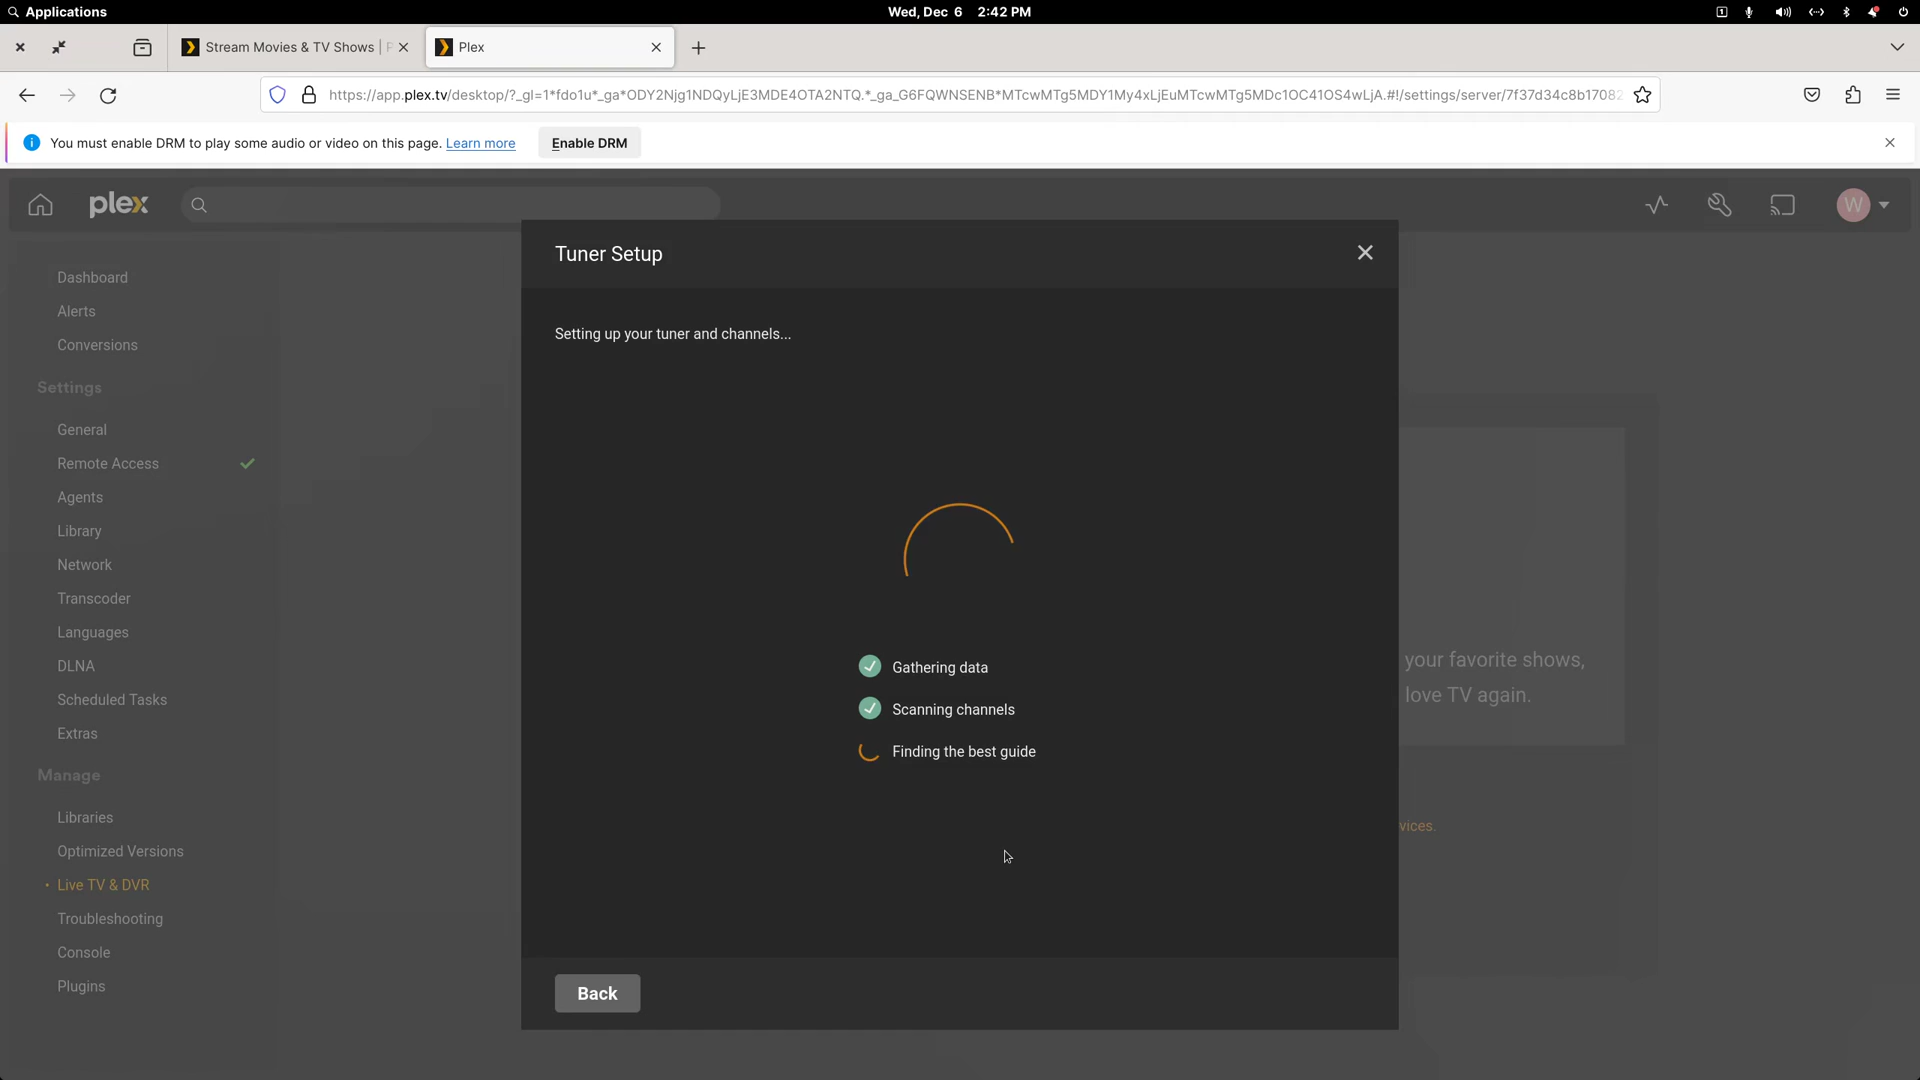 Applications
Wed, Dec 6 2:42 PM
1
Stream Movies & TV Shows |
Plex
https://app.plex.tv/desktop/?_gl=1*fdo1u*_ga*ODY2Njg1NDQyLjE3MDE4OTA2NTQ.*_ga_G6FQWNSENB*MTcwMTg5MDY1My4xLjEuMTcwMTg5MDc1OC41OS4wLjA.#!/settings/server/7f37d34c8b17082
You must enable DRM to play some audio or video on this page. Learn more
Enable DRM
plex
W
Tuner Setup
Setting up your tuner and channels...
Dashboard
Alerts
Conversions
Settings
General
Remote Access
Agents
Library
Network
Transcoder
Languages
DLNA
Scheduled Tasks
Extras
Manage
Libraries
Optimized Versions
Live TV & DVR
Troubleshooting
Console
Plugins
Gathering data
Scanning channels
Finding the best guide
your favorite shows,
love TV again.
vices.
Back